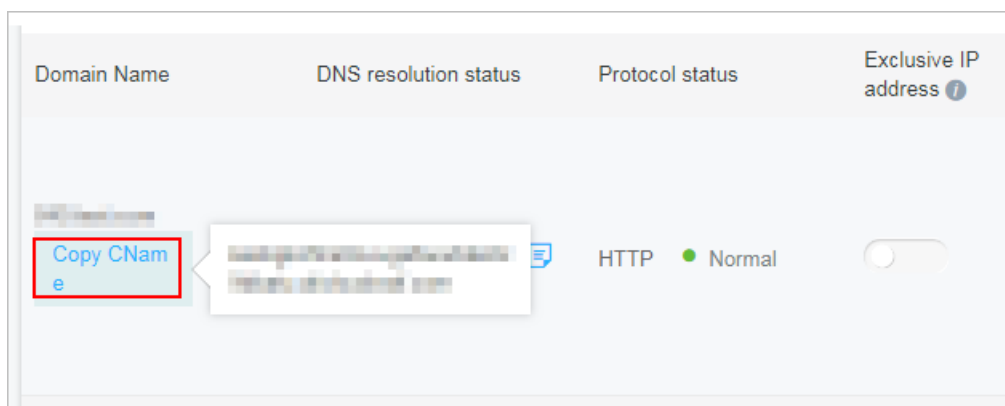 Domain Name
DNS resolution status
Protocol status
Exclusive IP
address
Copy CNam
e
HTTP
Normal